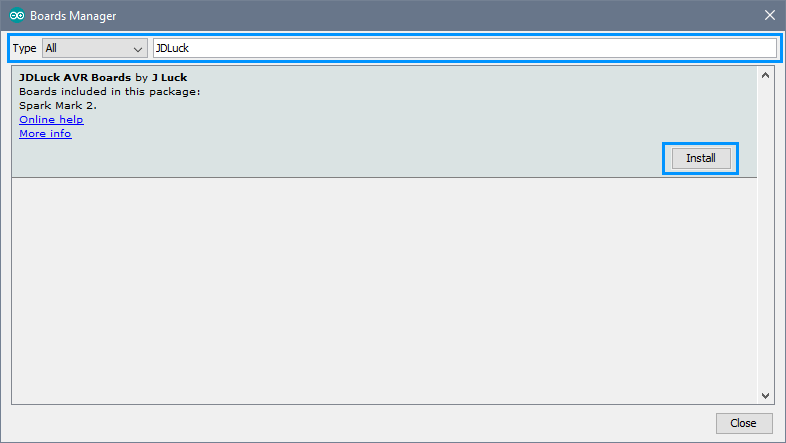 Boards Manager
Type All JDLuck
JDLuck AVR Boards by J Luck
Boards included in this package:
Spark Mark 2.
Online help
More info
Install
Close